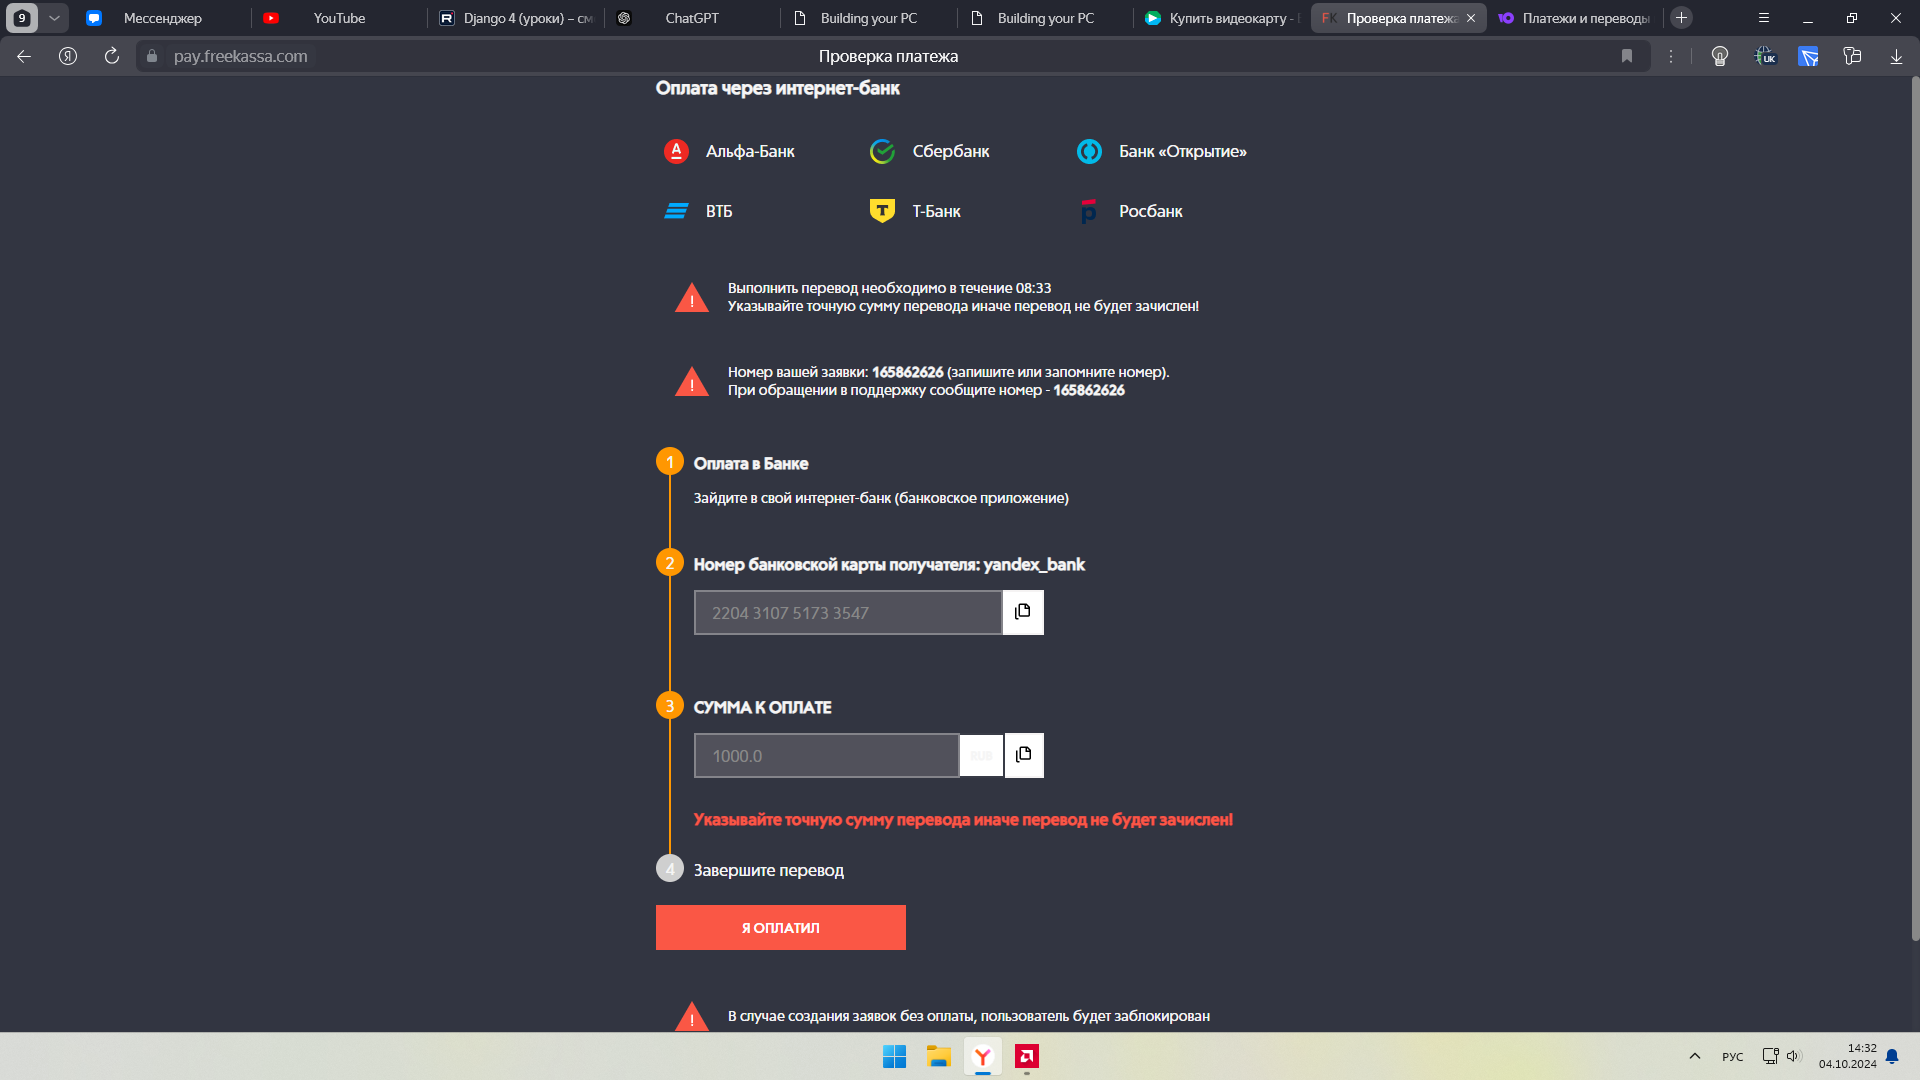 9
Мессенджер
YouTube
Django 4 (уроки) – см
ChatGPT
Building your PC
Building your PC
Купить видеокарту -
Проверка платежа
Платежи и переводы
pay.freekassa.com
Проверка платежа
UK
Оплата через интернет-банк
Альфа-Банк
Сбербанк
Банк «Открытие»
ВТБ
Т-Банк
Росбанк
Выполнить перевод необходимо в течение 08:33
Указывайте точную сумму перевода иначе перевод не будет зачислен!
Номер вашей заявки: 165862626 (запишите или запомните номер).
При обращении в поддержку сообщите номер - 165862626
1
Оплата в Банке
Зайдите в свой интернет-банк (банковское приложение)
2
Номер банковской карты получателя: yandex_bank
2204 3107 5173 3547
3
СУММА К ОПЛАТЕ
1000.0
RUB
Указывайте точную сумму перевода иначе перевод не будет зачислен!
4
Завершите перевод
Я ОПЛАТИЛ
В случае создания заявок без оплаты, пользователь будет заблокирован
РУС
14:32
04.10.2024